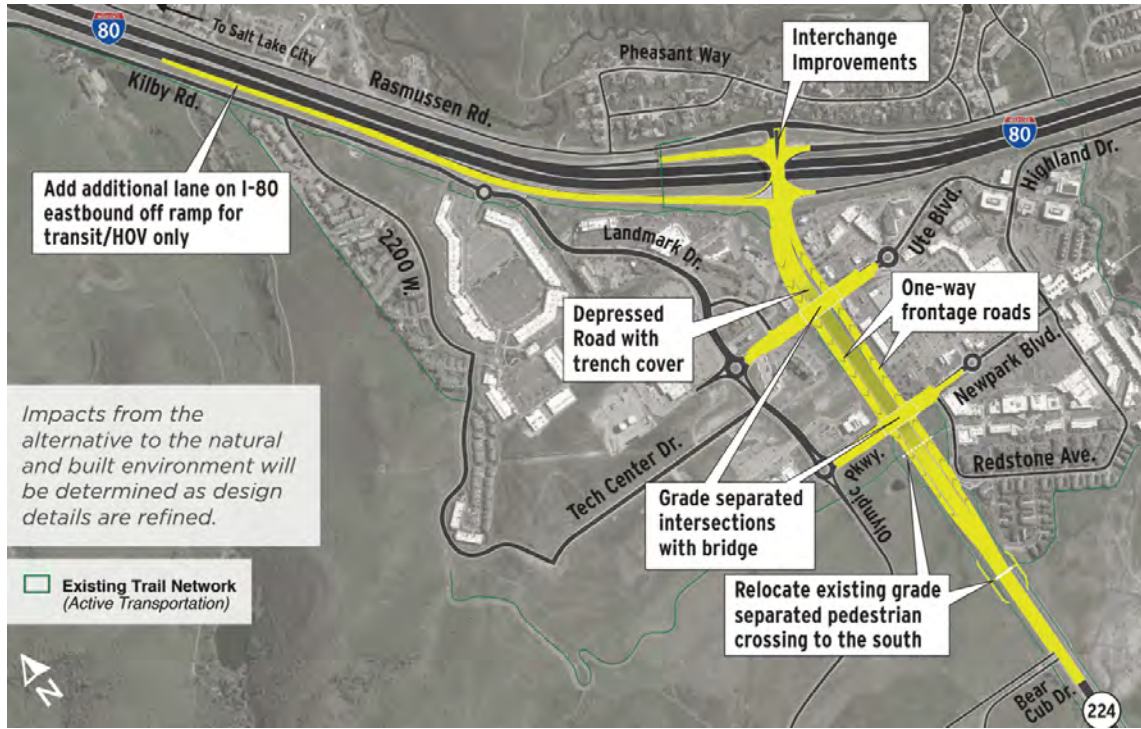 80
To Salt Lake City
Kilby Rd.
Rasmussen Rd.
Pheasant Way
Interchange
Improvements
80
Highland Dr.
Add additional lane on I-80
eastbound off ramp for
transit/HOV only
2200 W.
Landmark Dr.
Ute Blvd.
Depressed
Road with
trench cover
One-way
frontage roads
Newpark Blvd.
Impacts from the
alternative to the natural
and built environment will
be determined as design
details are refined.
Tech Center Dr.
Olympic Pkwy.
Redstone Ave.
Grade separated
intersections
with bridge
Existing Trail Network
(Active Transportation)
Relocate existing grade
separated pedestrian
crossing to the south
N
Bear
Cub Dr.
224